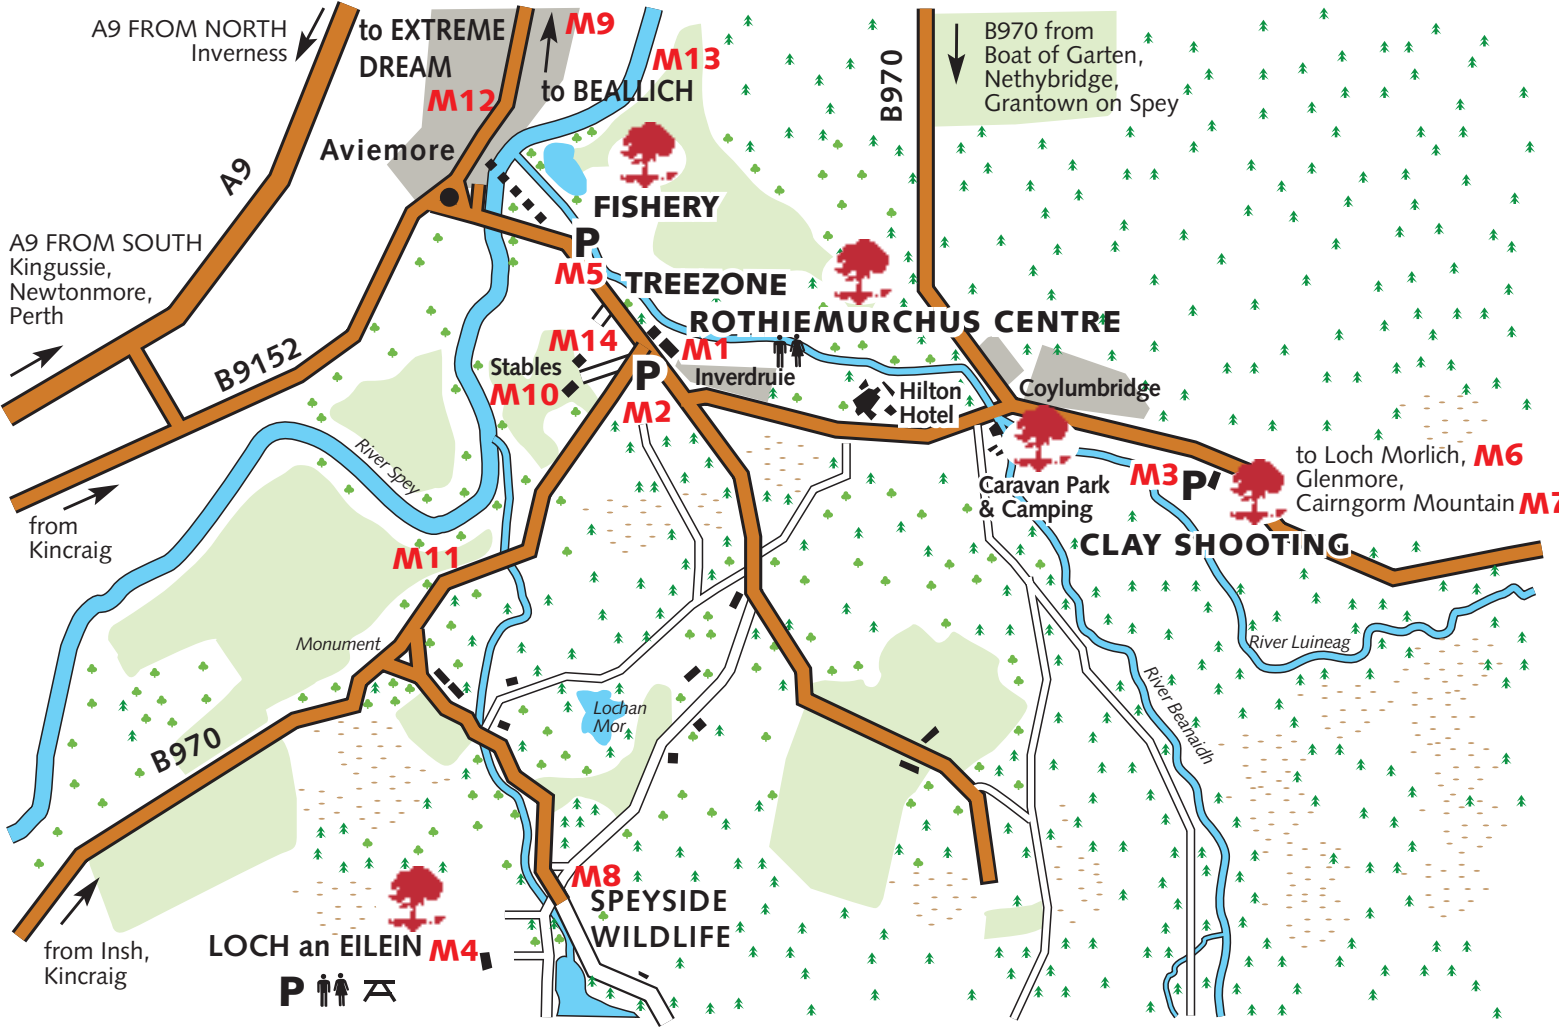 A9 FROM NORTH
Inverness
to EXTREME
DREAM
M12
M9
to BEALLICH
M13
B970
B970 from
Boat of Garten,
Nethybridge,
Grantown on Spey
A9
Aviemore
FISHERY
A9 FROM SOUTH
Kingussie,
Newtonmore,
Perth
P
M5
TREEZONE
ROTHIEMURCHUS CENTRE
M14
M1
B9152
Stables
M10
P
M2
Inverdruie
Hilton
Hotel
Coylumbridge
River Spey
Caravan Park
& Camping
M3
P
to Loch Morlich, M6
Glenmore,
Cairngorm Mountain M7
from
Kincraig
M11
CLAY SHOOTING
Monument
River Luineag
River Beanaidh
Lochan
Mor
B970
M8
SPEYSIDE
WILDLIFE
LOCH an EILEIN M4
P
from Insh,
Kincraig